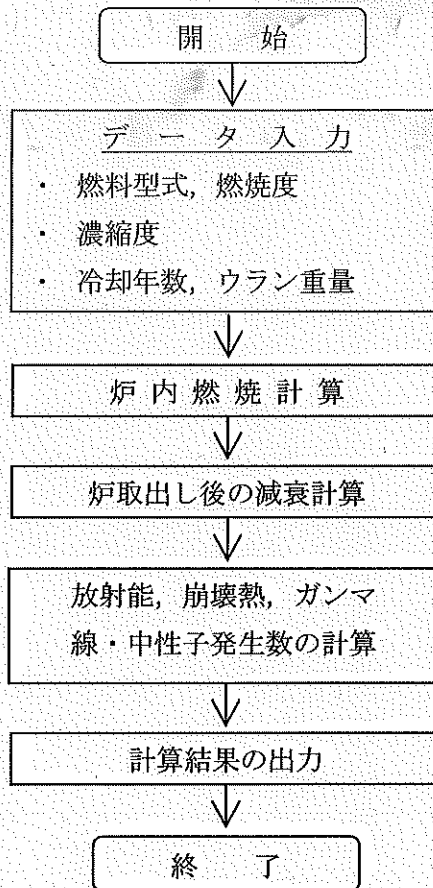 開　始
データ入力
・　燃料型式，燃焼度
・　濃縮度
・　冷却年数，ウラン重量
炉内燃焼計算
炉取出し後の減衰計算
放射能，崩壊熱，ガンマ
線・中性子発生数の計算
計算結果の出力
終　了